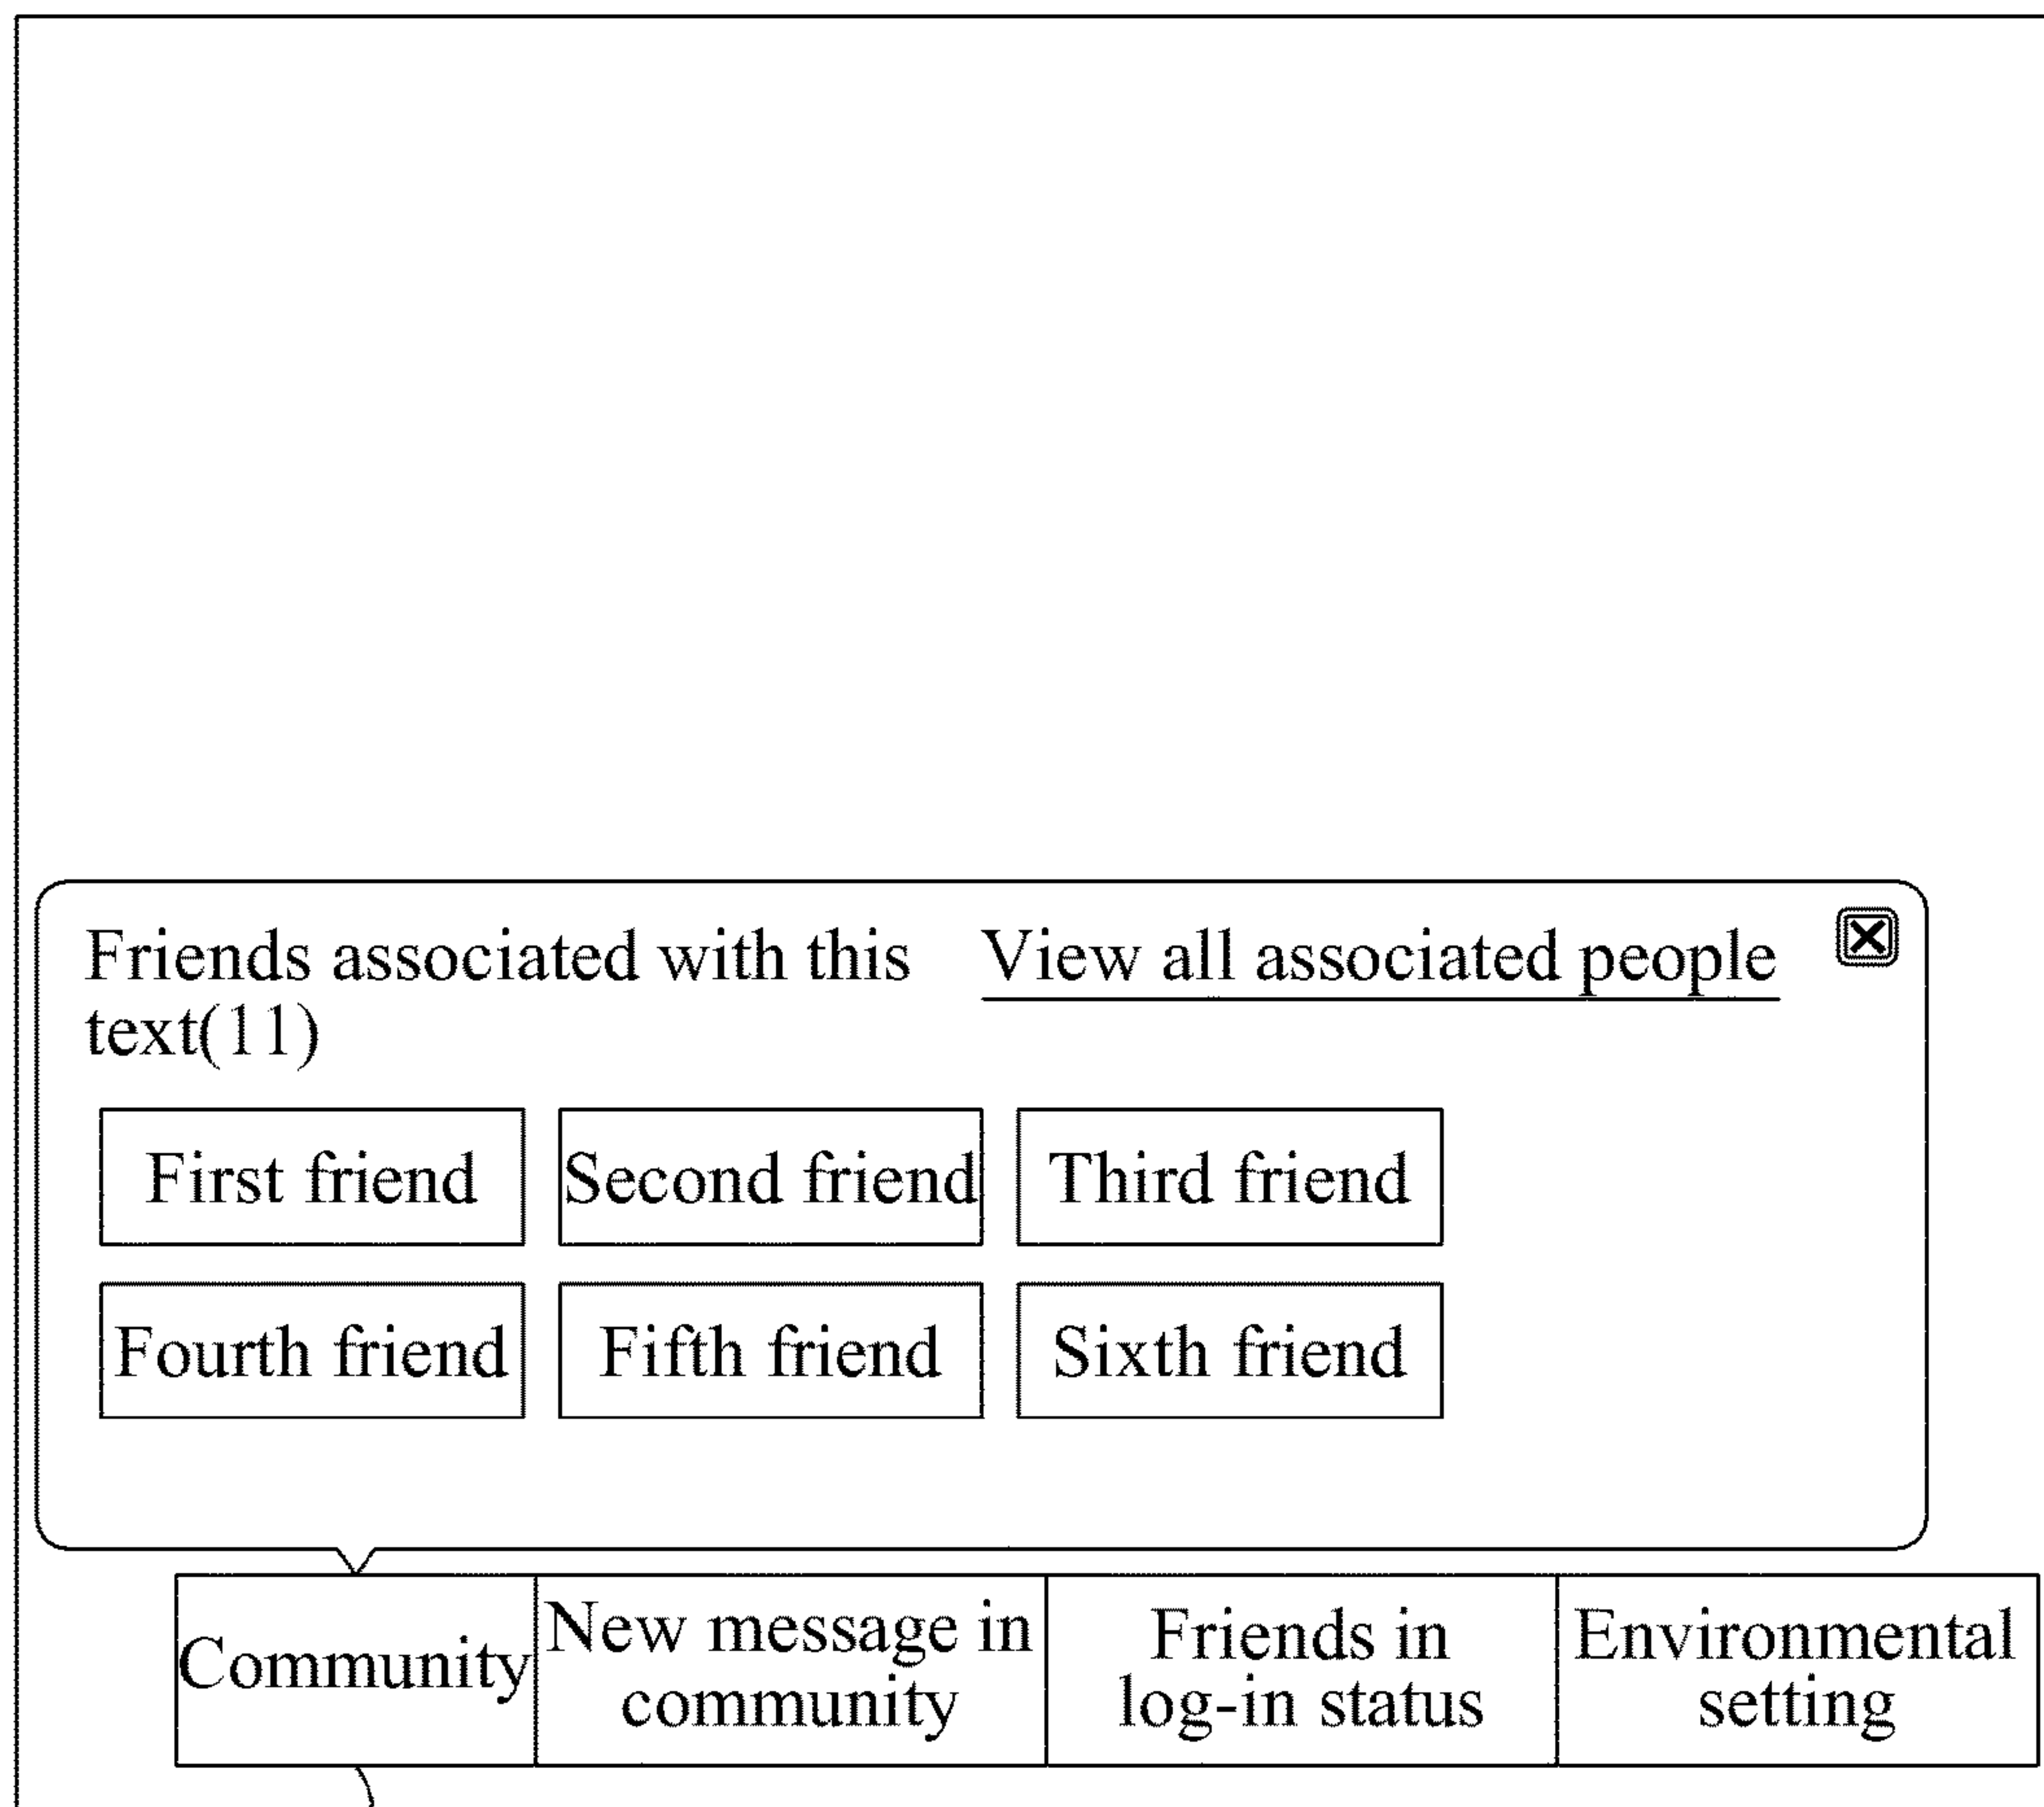 Friends associated with this View all associated people
text(11)
First friend Second friend Third friend
Fourth friend Fifth friend Sixth friend
Community
New message in
community
Friends in
log-in status
Environmental
setting